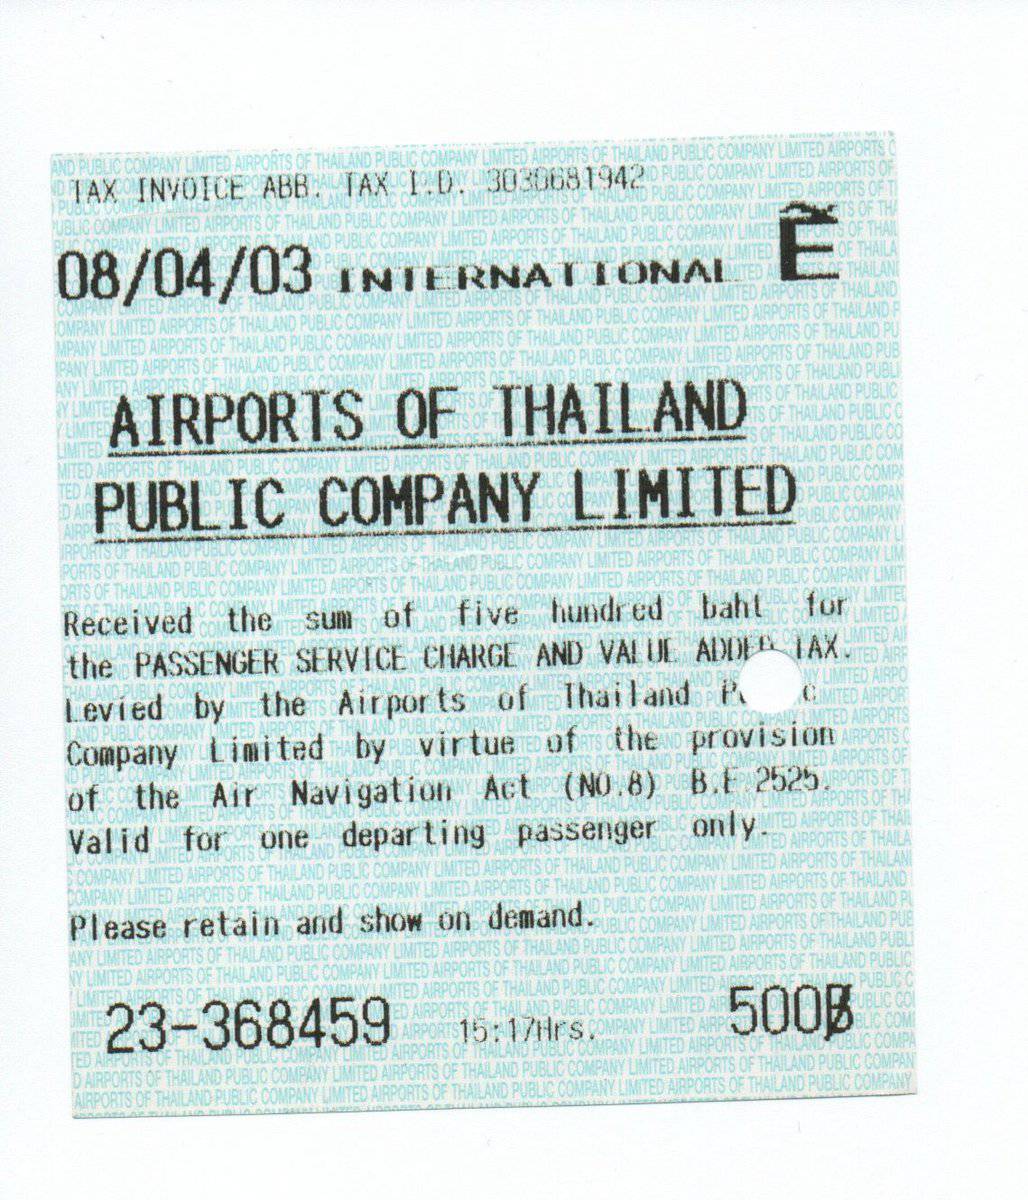 TAX INVOICE ABB. TAX I.D. 3030681942
08/04/03 INTERNATIONAL E
AIRPORTS OF THAILAND
PUBLIC COMPANY LIMITED
Received the sum of five hundred baht for
the PASSENGER SERVICE CHARGE AND VALUE ADDED TAX.
Levied by the Airports of Thailand
Company Limited by virtue of the provision
of the Air Navigation Act (NO.8) B.E 2525.
Valid for one departing passenger only.
Please retain and show on demand.
23-368459 15:17Hrs. 500฿